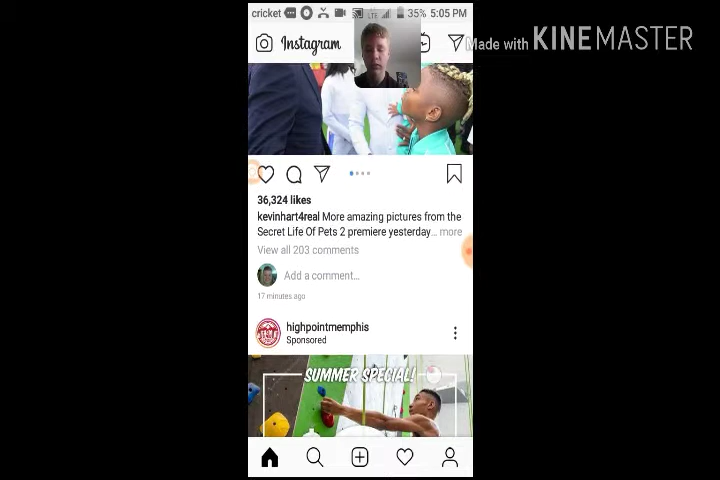 cricket LTE 35% 5:05 PM
Instagram
Made with KINEMASTER
36,324 likes
kevinhart4real More amazing pictures from the
Secret Life Of Pets 2 premiere yesterday... more
View all 203 comments
Add a comment...
17 minutes ago
highpointmemphis
Sponsored
SUMMER SPECIAL!